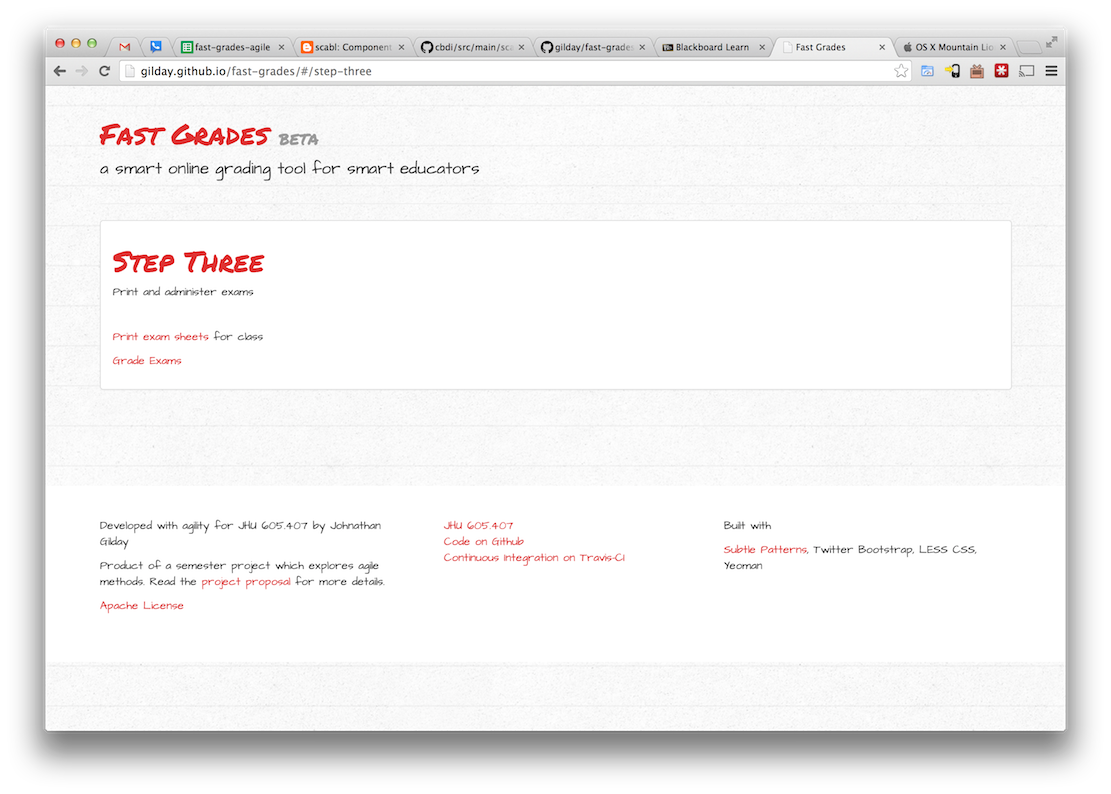 fast-grades-agile
scabl: Component
cbdi/src/main/sca
gilday/fast-grades
Blackboard Learn
Fast Grades
OS X Mountain Lio
gilday.github.io/fast-grades/#/step-three
Fast Grades BETA
a smart online grading tool for smart educators
Step Three
Print and administer exams
Print exam sheets for class
Grade Exams
Developed with agility for JHU 605.407 by Johnathan
Gilday
Product of a semester project which explores agile
methods. Read the project proposal for more details.
Apache License
JHU 605.407
Code on Github
Continuous Integration on Travis-CI
Built with
Subtle Patterns, Twitter Bootstrap, LESS CSS,
Yeoman